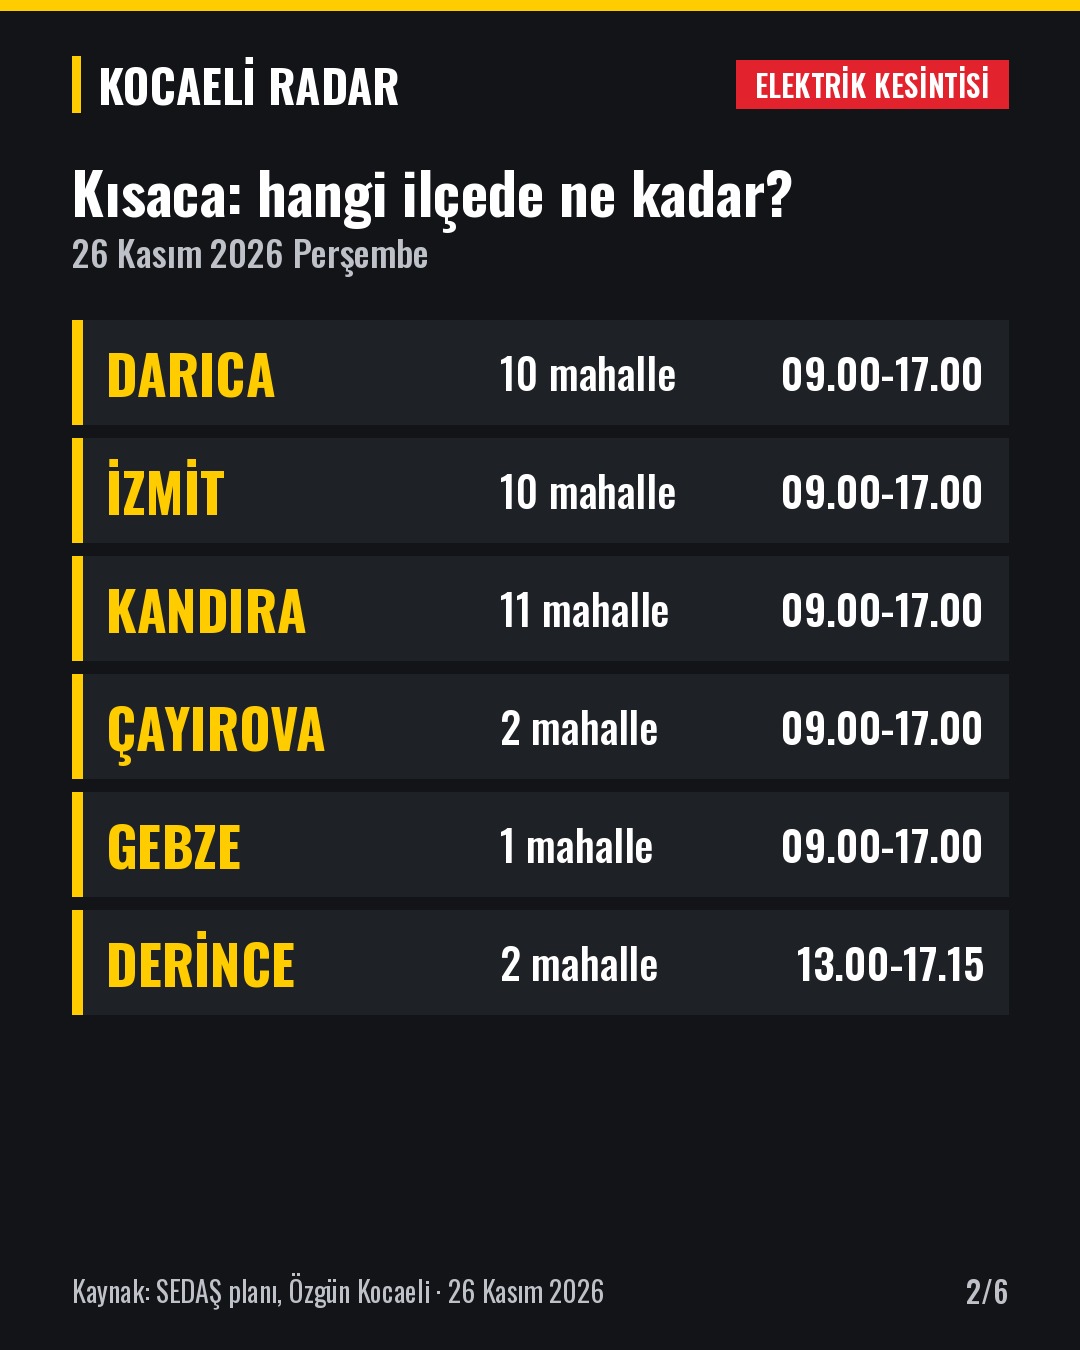 KOCAELİ RADAR
ELEKTRİK KESİNTİSİ
Kısaca: hangi ilçede ne kadar?
26 Kasım 2026 Perşembe
DARICA 10 mahalle 09.00-17.00
İZMİT 10 mahalle 09.00-17.00
KANDIRA 11 mahalle 09.00-17.00
ÇAYIROVA 2 mahalle 09.00-17.00
GEBZE 1 mahalle 09.00-17.00
DERİNCE 2 mahalle 13.00-17.15
Kaynak: SEDAŞ planı, Özgün Kocaeli · 26 Kasım 2026
2/6